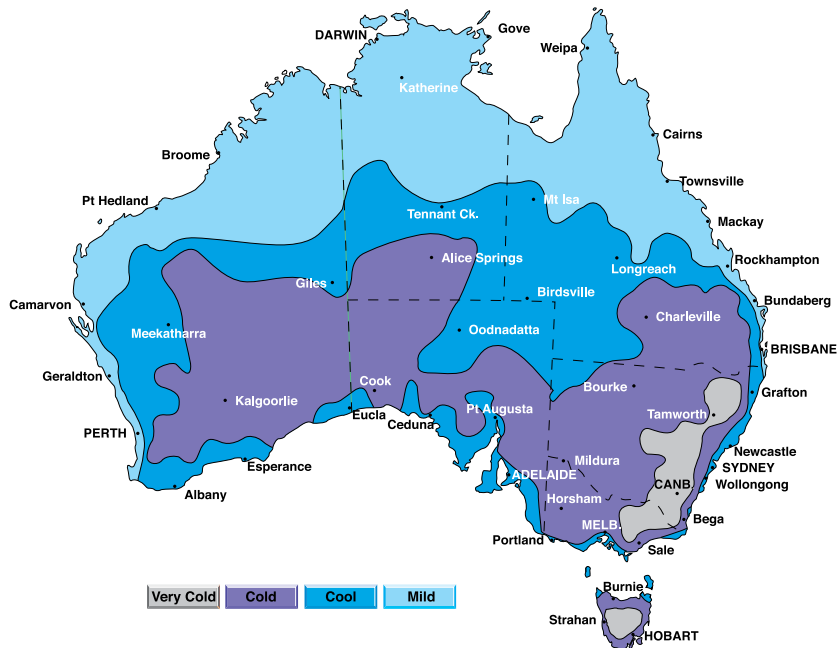 DARWIN
Gove
Weipa
Katherine
Cairns
Broome
Townsville
Pt Hedland
Mt Isa
Tennant Ck.
Mackay
Alice Springs
Longreach
Rockhampton
Giles
Birdsville
Camarvon
Bundaberg
Meekatharra
Oodnadatta
Charleville
BRISBANE
Geraldton
Cook
Bourke
Grafton
Kalgoorlie
Eucla
Pt Augusta
Tamworth
Ceduna
PERTH
Newcastle
Mildura
SYDNEY
Esperance
ADELAIDE
CANB.
Wollongong
Albany
Horsham
MELB.
Bega
Portland
Sale
Burnie
Very Cold
Cold
Cool
Mild
Strahan
HOBART